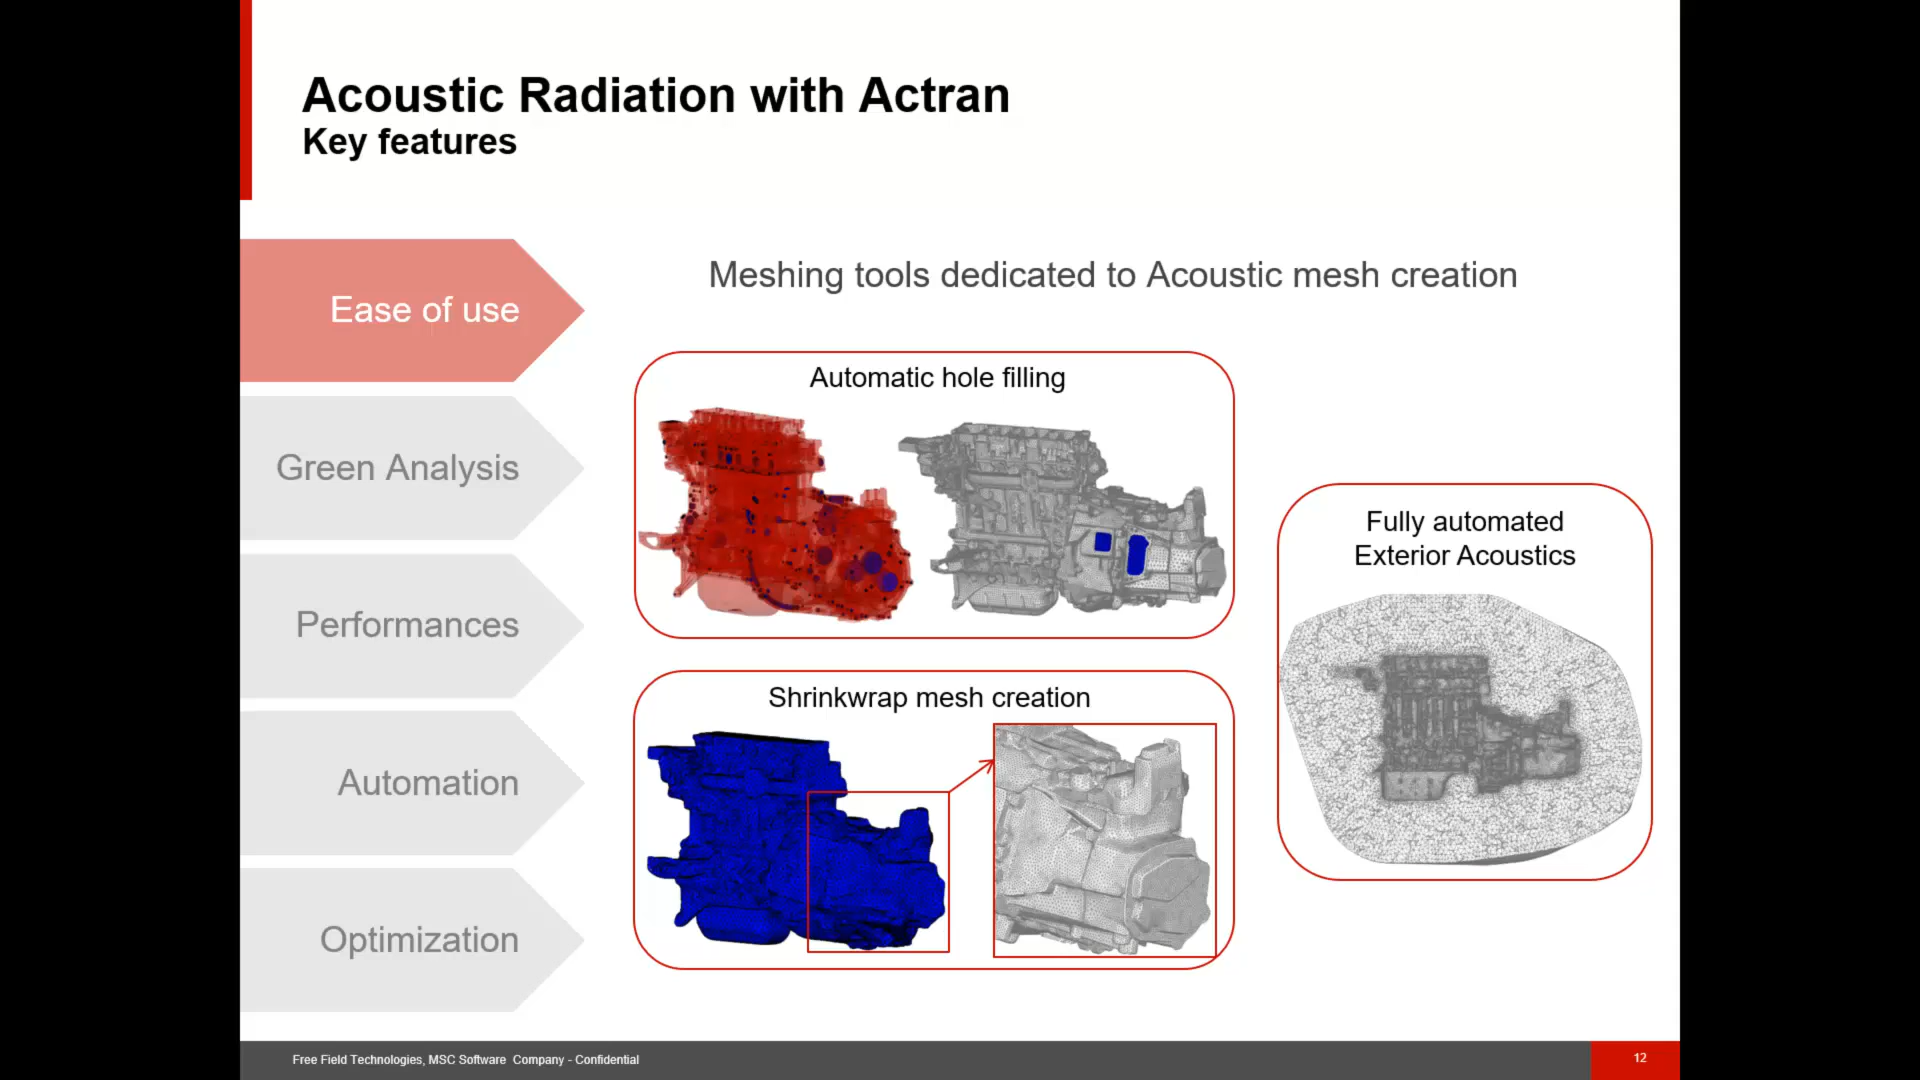 Acoustic Radiation with Actran
Key features
Ease of use
Green Analysis
Performances
Automation
Optimization
Meshing tools dedicated to Acoustic mesh creation
Automatic hole filling
Shrinkwrap mesh creation
Fully automated
Exterior Acoustics
Free Field Technologies, MSC Software Company - Confidential
12